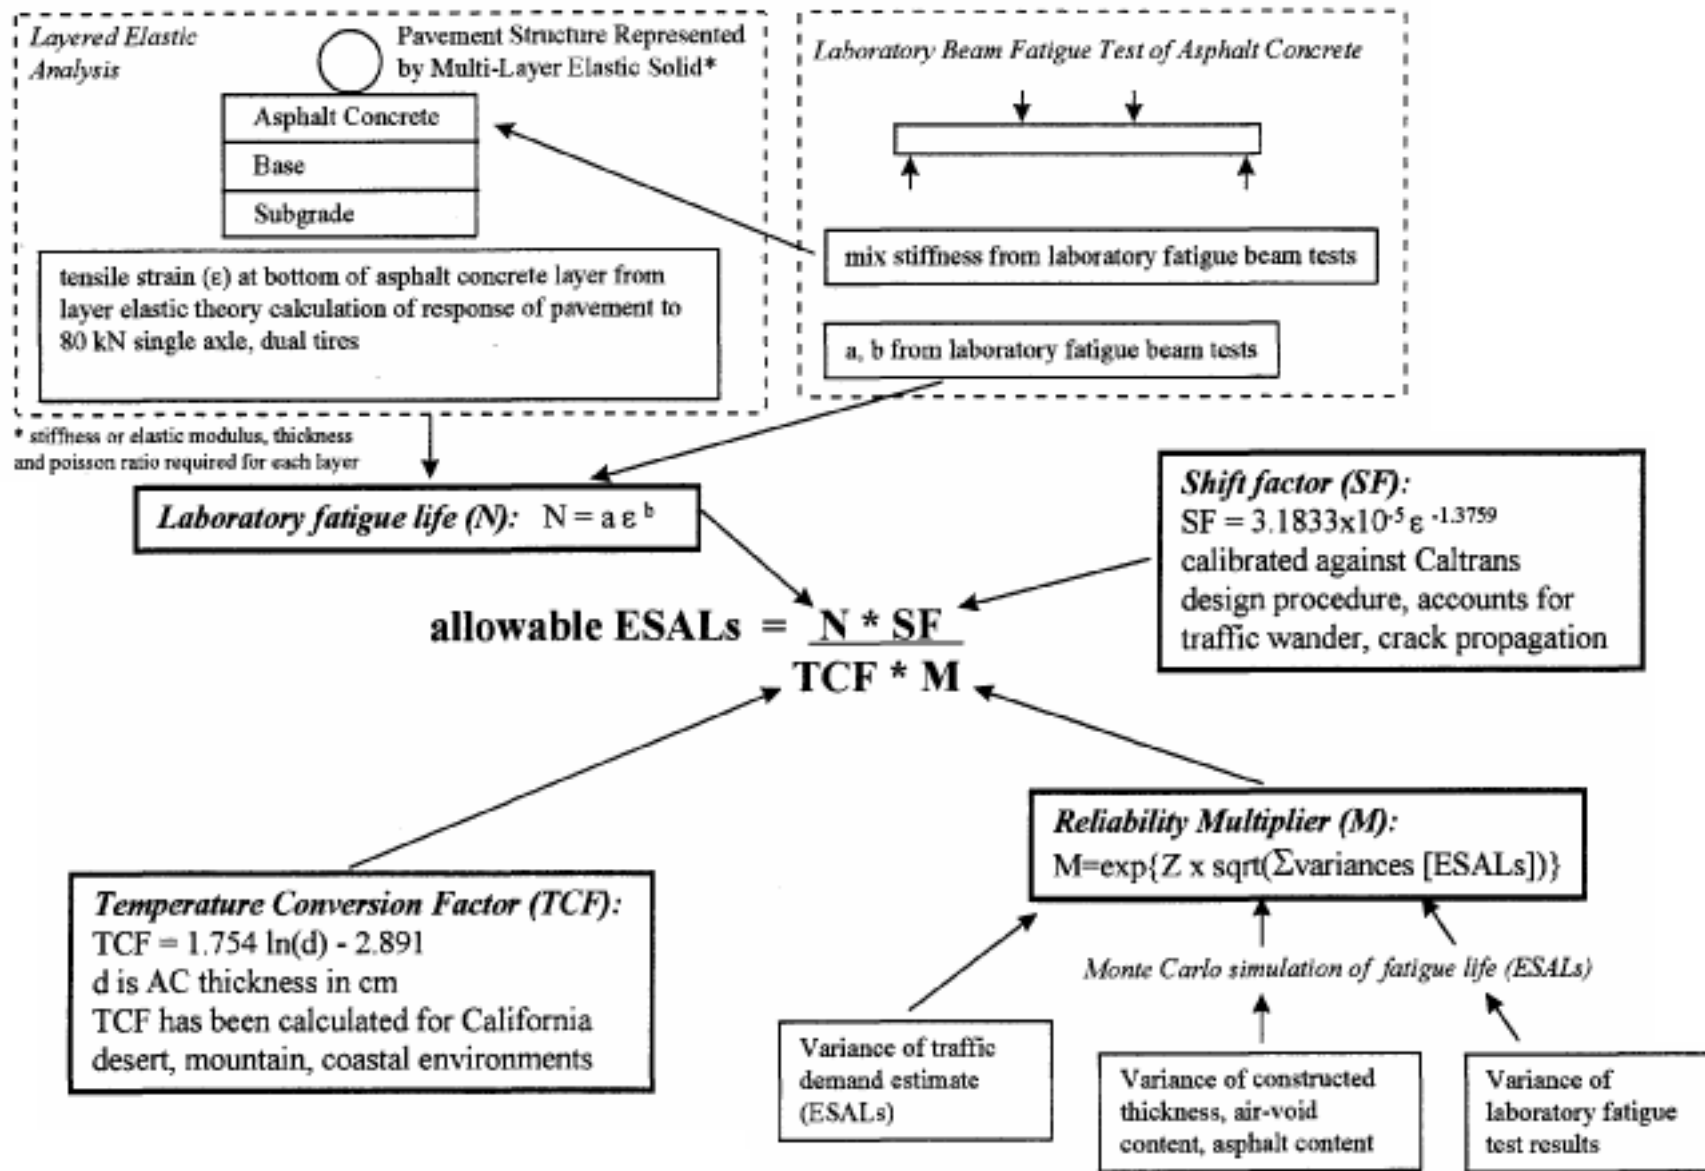 Layered Elastic
Analysis
Pavement Structure Represented
by Multi-Layer Elastic Solid*
Asphalt Concrete
Base
Subgrade
tensile strain (ε) at bottom of asphalt concrete layer from
layer elastic theory calculation of response of pavement to
80 kN single axle, dual tires
* stiffness or elastic modulus, thickness
and poisson ratio required for each layer
Laboratory Beam Fatigue Test of Asphalt Concrete
mix stiffness from laboratory fatigue beam tests
a, b from laboratory fatigue beam tests
Laboratory fatigue life (N): N = a ε^b
Shift factor (SF):
SF = 3.1833x10^-5 ε^-1.3759
calibrated against Caltrans
design procedure, accounts for
traffic wander, crack propagation
allowable ESALs = N * SF
TCF * M
Temperature Conversion Factor (TCF):
TCF = 1.754 ln(d) - 2.891
d is AC thickness in cm
TCF has been calculated for California
desert, mountain, coastal environments
Reliability Multiplier (M):
M=exp{Z x sqrt(Σvariances [ESALs])}
Monte Carlo simulation of fatigue life (ESALs)
Variance of traffic
demand estimate
(ESALs)
Variance of constructed
thickness, air-void
content, asphalt content
Variance of
laboratory fatigue
test results